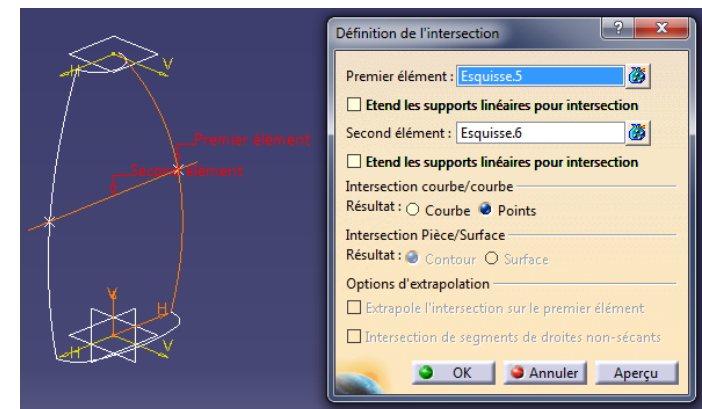 Définition de l'intersection
? X
Premier élément : Esquisse.5
Etend les supports linéaires pour intersection
Second élément : Esquisse.6
Etend les supports linéaires pour intersection
Intersection courbe/courbe
Résultat : Courbe Points
Intersection Pièce/Surface
Résultat : Contour Surface
Options d'extrapolation
Extrapole l'intersection sur le premier élément
Intersection de segments de droites non-sécants
OK Annuler Aperçu
H V
Premier élément
Second élément
V H
H V